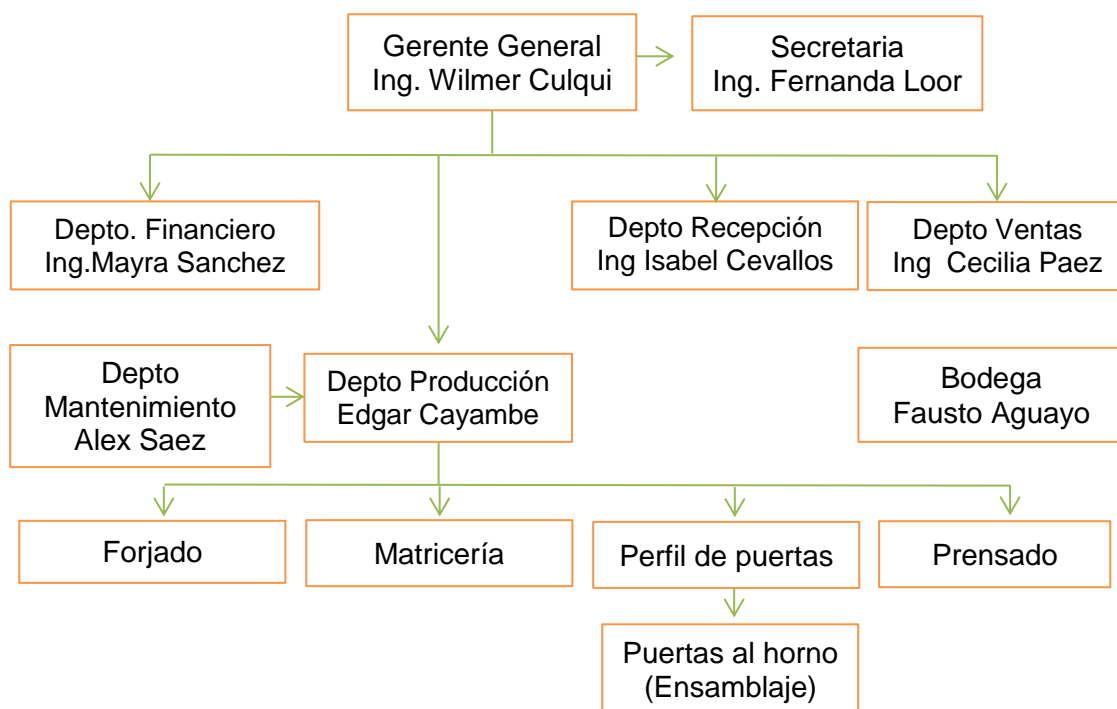 Gerente General
Ing. Wilmer Culqui
Secretaria
Ing. Fernanda Loor
Depto. Financiero
Ing.Mayra Sanchez
Depto Recepción
Ing Isabel Cevallos
Depto Ventas
Ing  Cecilia Paez
Depto
Mantenimiento
Alex Saez
Depto Producción
Edgar Cayambe
Bodega
Fausto Aguayo
Forjado
Matricería
Perfil de puertas
Prensado
Puertas al horno
(Ensamblaje)